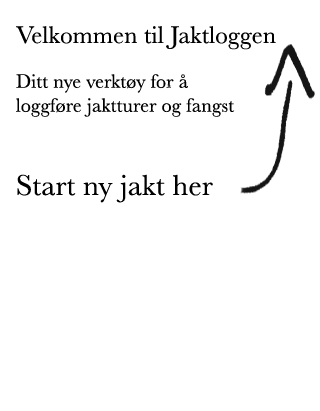 Velkommen til Jaktloggen
Ditt nye verktøy for å
loggføre jaktturer og fangst
Start ny jakt her